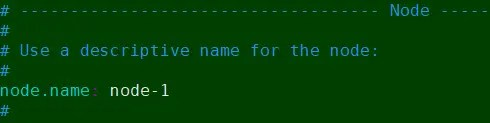 # ------------------------------------ Node -----
#
# Use a descriptive name for the node:
#
node.name: node-1
#